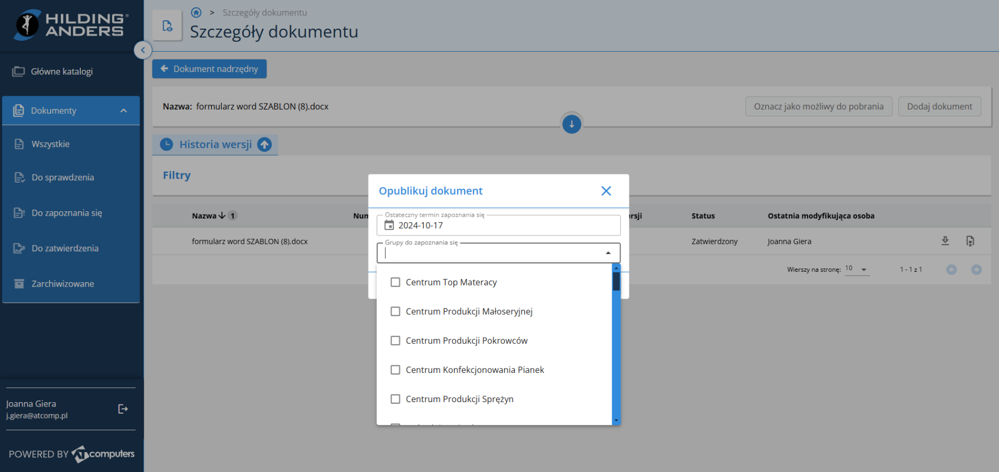 HILDING®
ANDERS
Główne katalogi
Dokumenty
Wszystkie
Do sprawdzenia
Do zapoznania się
Do zatwierdzenia
Zarchiwizowane
Joanna Giera
j.giera@atcomp.pl
POWERED BY ATcomputers
> Szczegóły dokumentu
Szczegóły dokumentu
Dokument nadrzędny
Nazwa: formularz word SZABLON (8).docx
Oznacz jako możliwy do pobrania
Dodaj dokument
Historia wersji
Filtry
Nazwa 1 Num rsji Status Ostatnia modyfikująca osoba
formularz word SZABLON (8).docx Zatwierdzony Joanna Giera
Wierszy na stronę: 10 1 - 1 z 1
Opublikuj dokument
Ostateczny termin zapoznania się
2024-10-17
Grupy do zapoznania się
Centrum Top Materacy
Centrum Produkcji Małoseryjnej
Centrum Produkcji Pokrowców
Centrum Konfekcjonowania Pianek
Centrum Produkcji Sprężyn